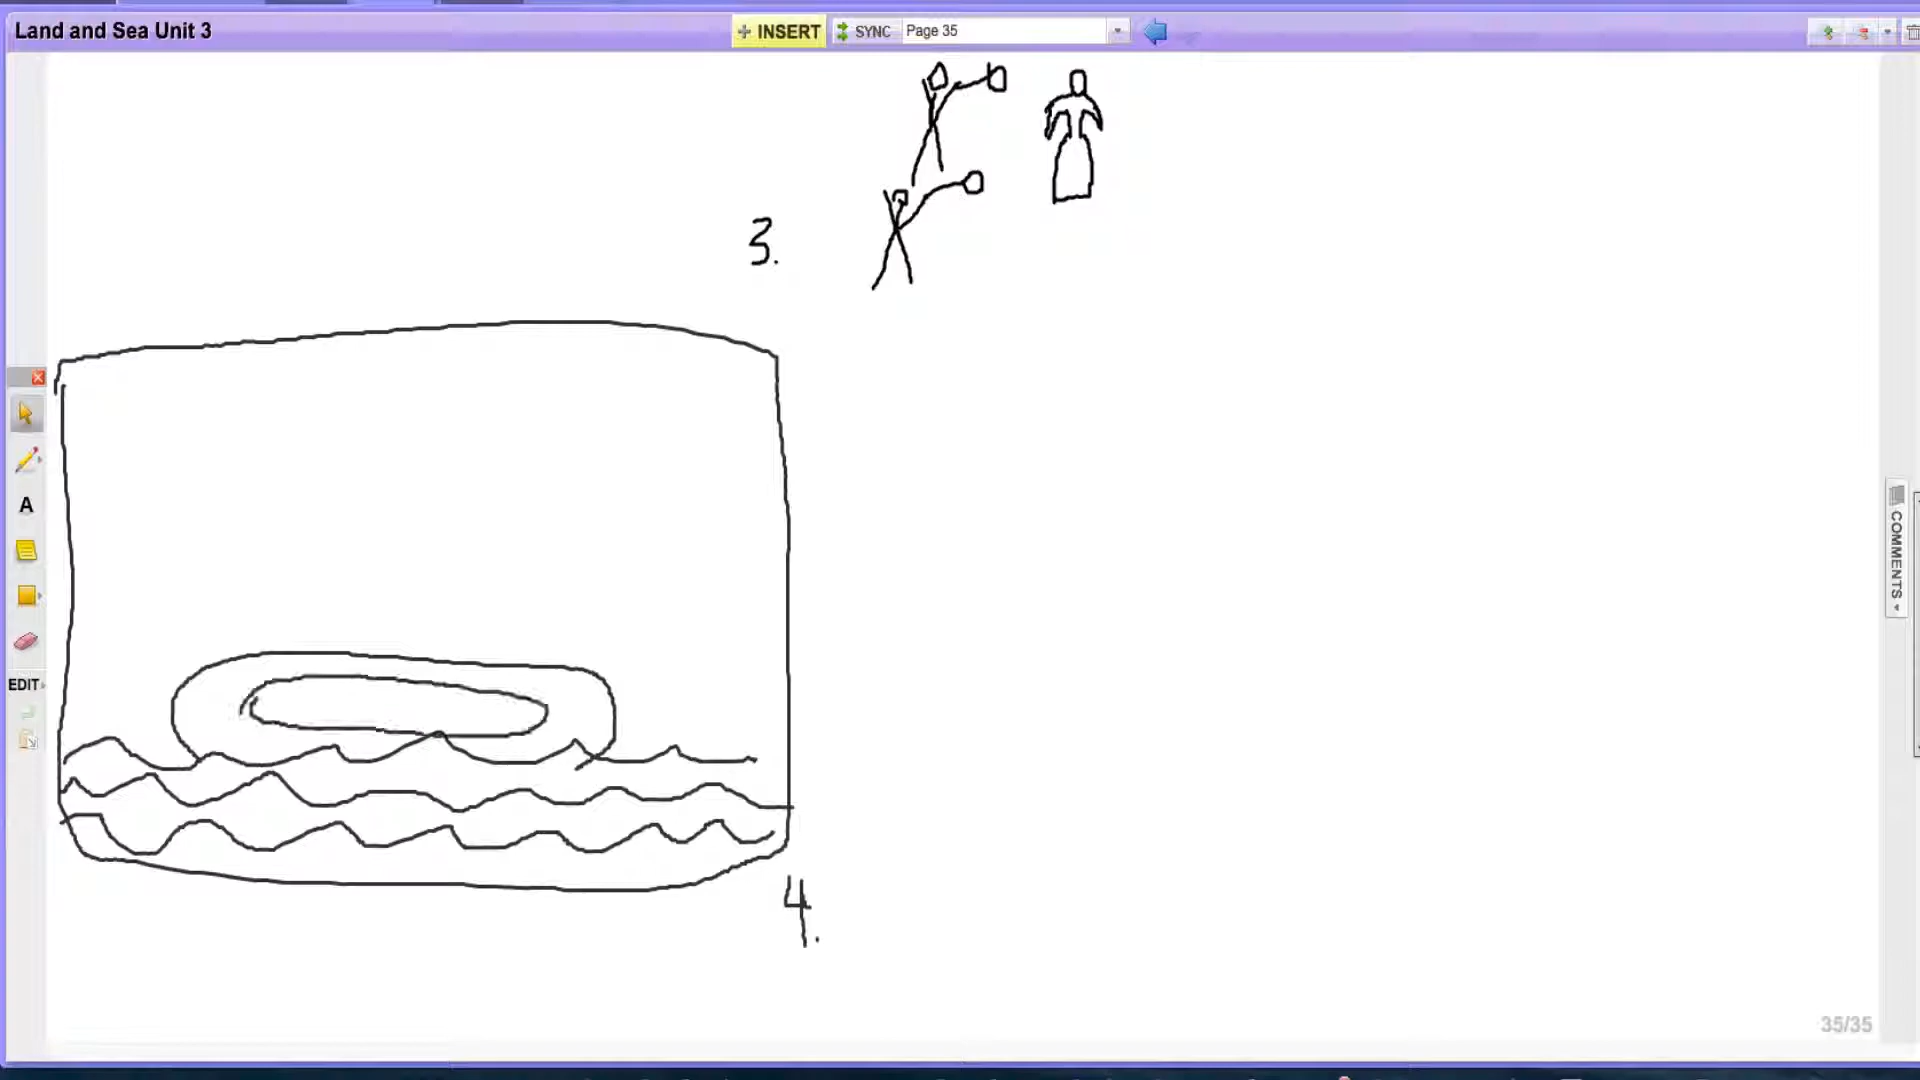 Land and Sea Unit 3
+ INSERT
SYNC
Page 35
3.
A
COMMENTS
EDIT
4.
35/35